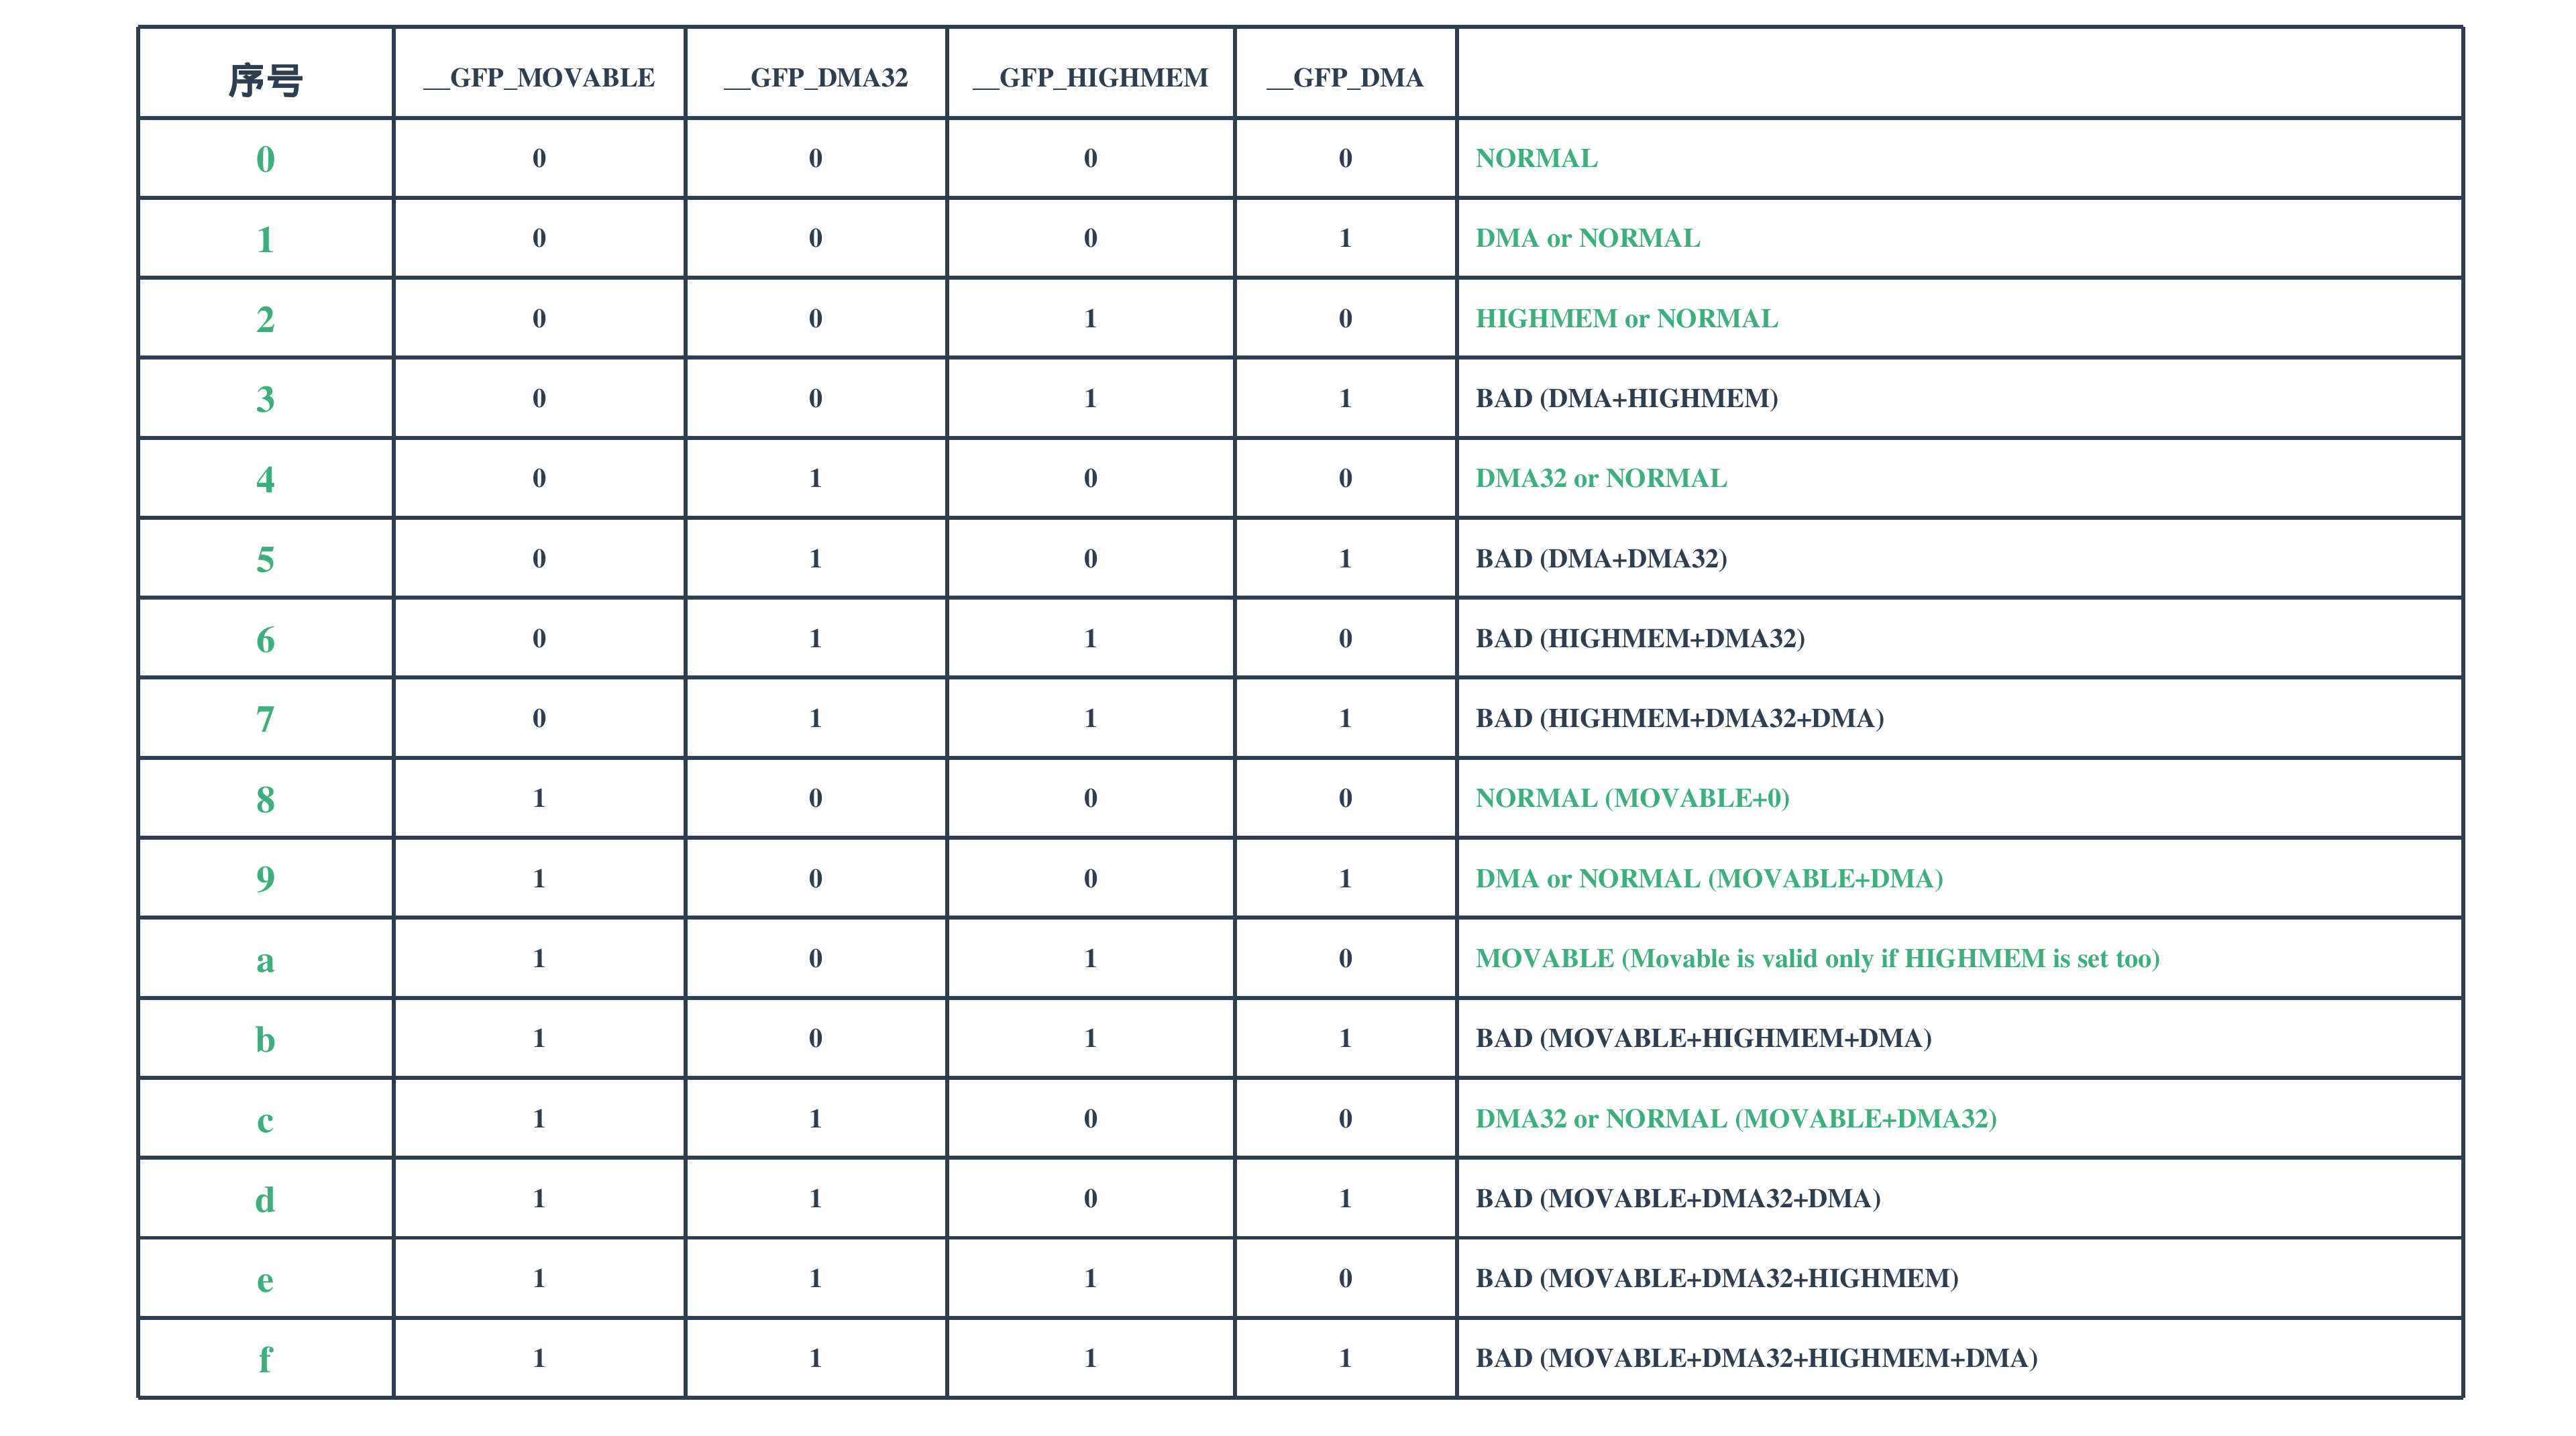 序号 __GFP_MOVABLE __GFP_DMA32 __GFP_HIGHMEM __GFP_DMA
0 0 0 0 0 NORMAL
1 0 0 0 1 DMA or NORMAL
2 0 0 1 0 HIGHMEM or NORMAL
3 0 0 1 1 BAD (DMA+HIGHMEM)
4 0 1 0 0 DMA32 or NORMAL
5 0 1 0 1 BAD (DMA+DMA32)
6 0 1 1 0 BAD (HIGHMEM+DMA32)
7 0 1 1 1 BAD (HIGHMEM+DMA32+DMA)
8 1 0 0 0 NORMAL (MOVABLE+0)
9 1 0 0 1 DMA or NORMAL (MOVABLE+DMA)
a 1 0 1 0 MOVABLE (Movable is valid only if HIGHMEM is set too)
b 1 0 1 1 BAD (MOVABLE+HIGHMEM+DMA)
c 1 1 0 0 DMA32 or NORMAL (MOVABLE+DMA32)
d 1 1 0 1 BAD (MOVABLE+DMA32+DMA)
e 1 1 1 0 BAD (MOVABLE+DMA32+HIGHMEM)
f 1 1 1 1 BAD (MOVABLE+DMA32+HIGHMEM+DMA)